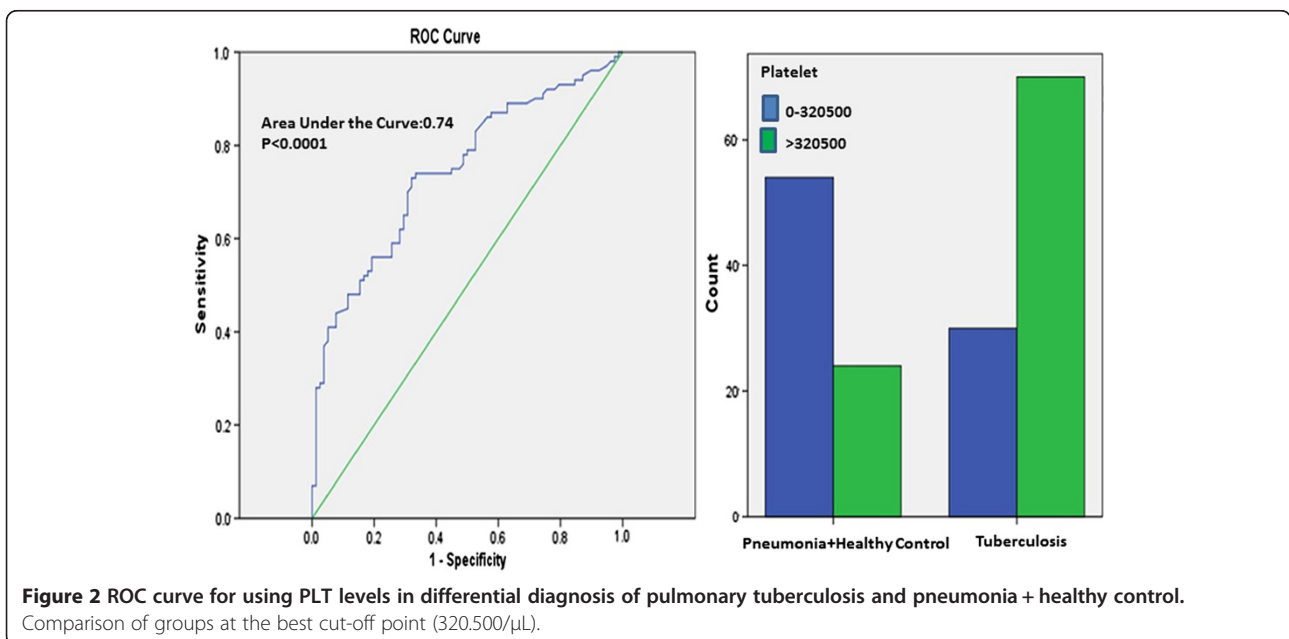 ROC Curve
1.0
0.8
0.6
0.4
0.2
0.0
Sensitivity
Area Under the Curve:0.74
P<0.0001
0.0 0.2 0.4 0.6 0.8 1.0
1 - Specificity
Platelet
0-320500
>320500
60
40
20
0
Count
Pneumonia+Healthy Control Tuberculosis
Figure 2 ROC curve for using PLT levels in differential diagnosis of pulmonary tuberculosis and pneumonia + healthy control.
Comparison of groups at the best cut-off point (320.500/μL).